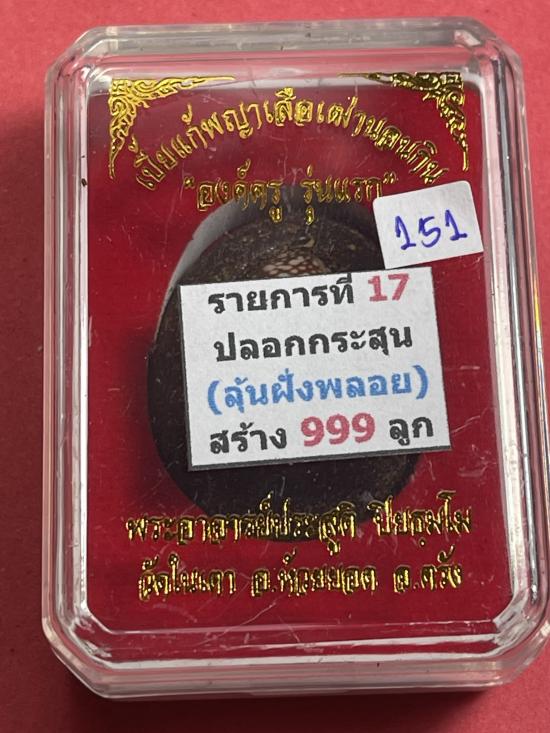 เบี้ยแก้พญาเสือเฒ่านอนกิน
"องค์ครู รุ่นแรก"
151
รายการที่ 17
ปลอกกระสุน
(ลุ้นฝังพลอย)
สร้าง 999 ลูก
พระอาจารย์ประสูติ ปิยธมฺโม
วัดในเตา อ.ห้วยยอด จ.ตรัง